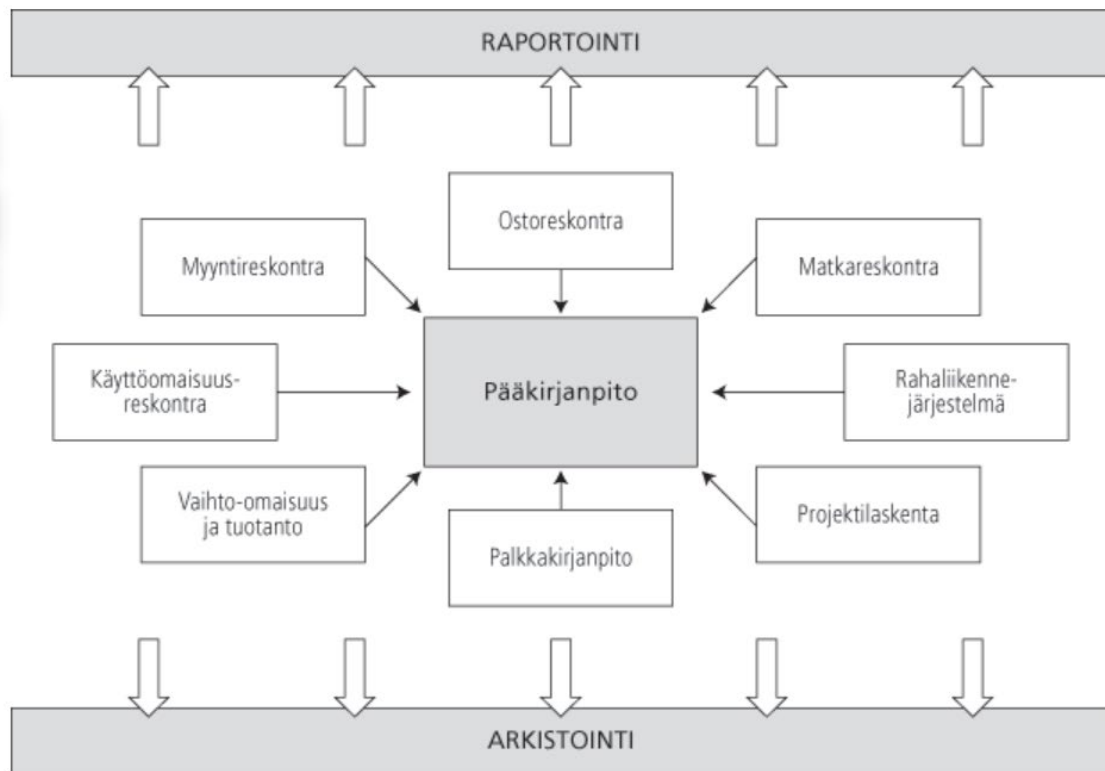 RAPORTOINTI
Ostoreskontra
Myyntireskontra
Matkareskontra
Käyttöomaisuus-
reskontra
Pääkirjanpito
Rahaliikenne-
järjestelmä
Vaihto-omaisuus
ja tuotanto
Palkkakirjanpito
Projektilaskenta
ARKISTOINTI